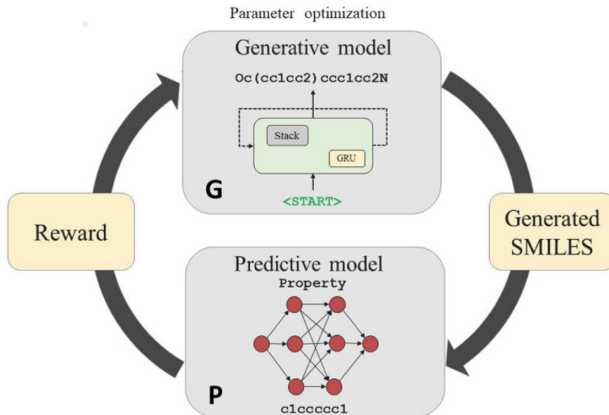 Parameter optimization
Generative model
Oc(cc1cc2)ccc1cc2N
Stack
GRU
G
<START>
Reward
Generated
SMILES
Predictive model
Property
P
c1ccccc1